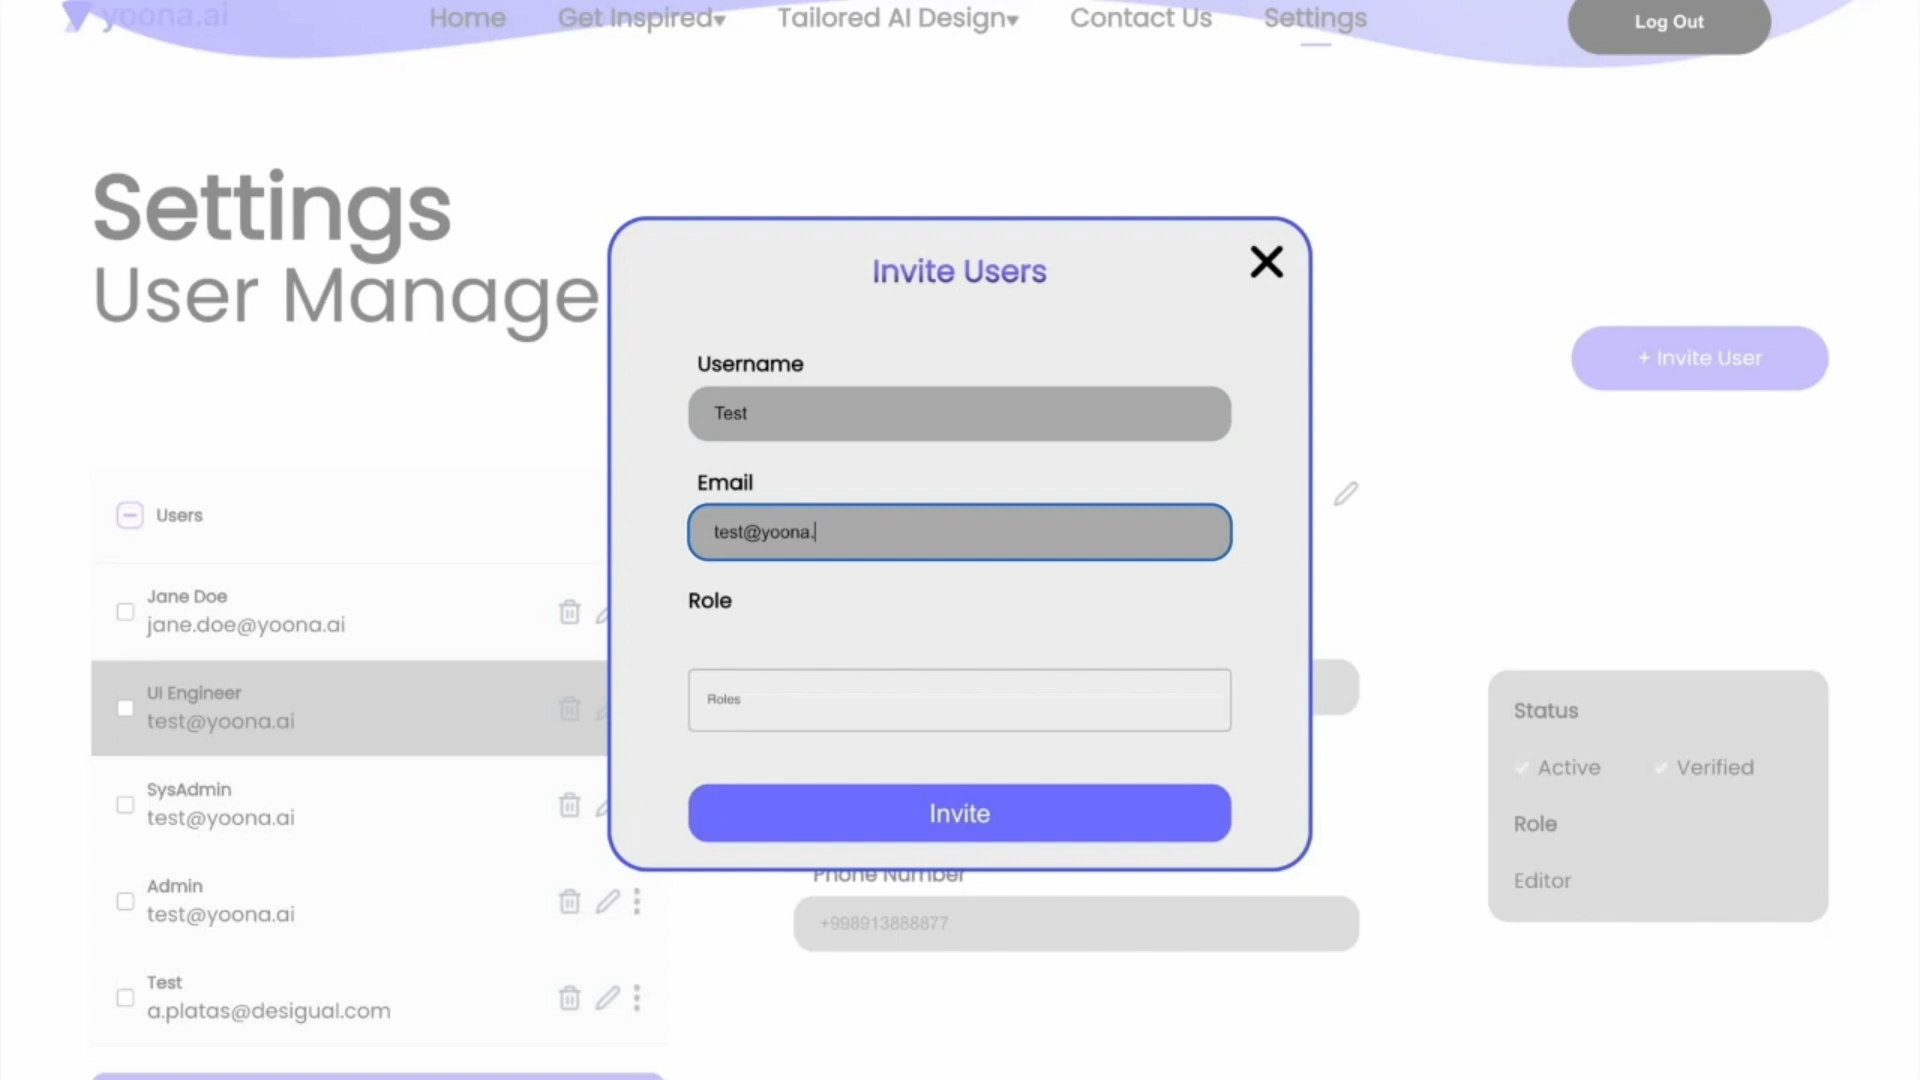 yoona.ai
Home
Get Inspired▾
Tailored AI Design▾
Contact Us
Settings
Log Out
Settings
User Manage
+ Invite User
Invite Users
Username
Test
Email
test@yoona.
Role
Roles
Invite
Users
Jane Doe
jane.doe@yoona.ai
UI Engineer
test@yoona.ai
SysAdmin
test@yoona.ai
Admin
test@yoona.ai
Test
a.platas@desigual.com
Phone Number
+998913888877
Status
Active
Verified
Role
Editor